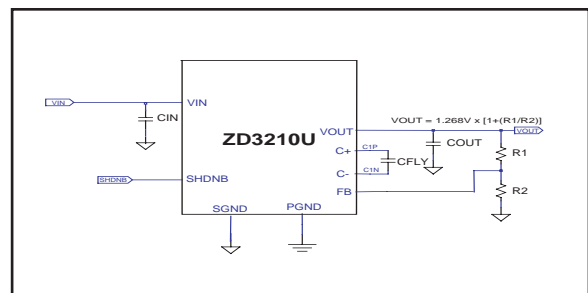 VIN
CIN
VIN
ZD3210U
VOUT
C+
C-
FB
SHDNB
SHDNB
SGND
PGND
C1P
C1N
CFLY
VOUT = 1.268V x [1+(R1/R2)]
VOUT
COUT
R1
R2